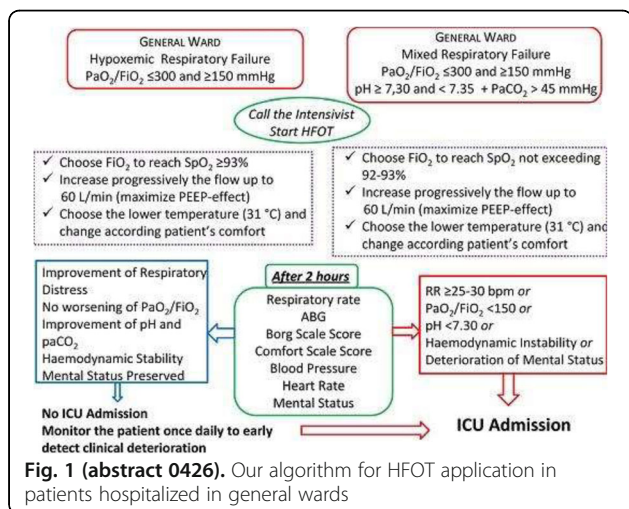 GENERAL WARD
Hypoxemic Respiratory Failure
PaO₂/FiO₂ ≤300 and ≥150 mmHg
GENERAL WARD
Mixed Respiratory Failure
PaO₂/FiO₂ ≤300 and ≥150 mmHg
pH ≥ 7,30 and < 7.35 + PaCO₂ > 45 mmHg
Call the Intensivist
Start HFOT
✓ Choose FiO₂ to reach SpO₂ ≥93%
✓ Increase progressively the flow up to
60 L/min (maximize PEEP-effect)
✓ Choose the lower temperature (31 °C) and
change according patient's comfort
✓ Choose FiO₂ to reach SpO₂ not exceeding
92-93%
✓ Increase progressively the flow up to
60 L/min (maximize PEEP-effect)
✓ Choose the lower temperature (31 °C) and
change according patient's comfort
Improvement of Respiratory
Distress
No worsening of PaO₂/FiO₂
Improvement of pH and
paCO₂
Haemodynamic Stability
Mental Status Preserved
After 2 hours
Respiratory rate
ABG
Borg Scale Score
Comfort Scale Score
Blood Pressure
Heart Rate
Mental Status
RR ≥25-30 bpm or
PaO₂/FiO₂ <150 or
pH <7.30 or
Haemodynamic Instability or
Deterioration of Mental Status
No ICU Admission
Monitor the patient once daily to early
detect clinical deterioration
ICU Admission
Fig. 1 (abstract 0426). Our algorithm for HFOT application in
patients hospitalized in general wards